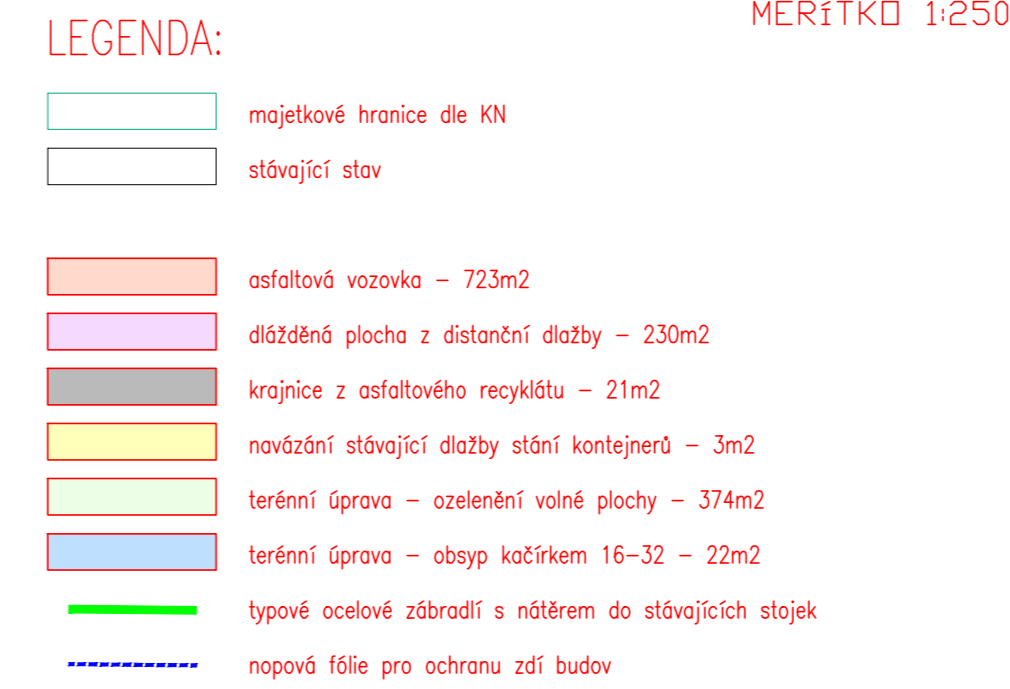 MĚRÍTKO 1:250
LEGENDA:
majetkové hranice dle KN
stávající stav
asfaltová vozovka – 723m2
dlážděná plocha z distanční dlažby – 230m2
krajnice z asfaltového recyklátu – 21m2
navázání stávající dlažby stání kontejnerů – 3m2
terénní úprava – ozelenění volné plochy – 374m2
terénní úprava – obsyp kačírkem 16–32 – 22m2
typové ocelové zábradlí s nátěrem do stávajících stojek
nopová fólie pro ochranu zdí budov